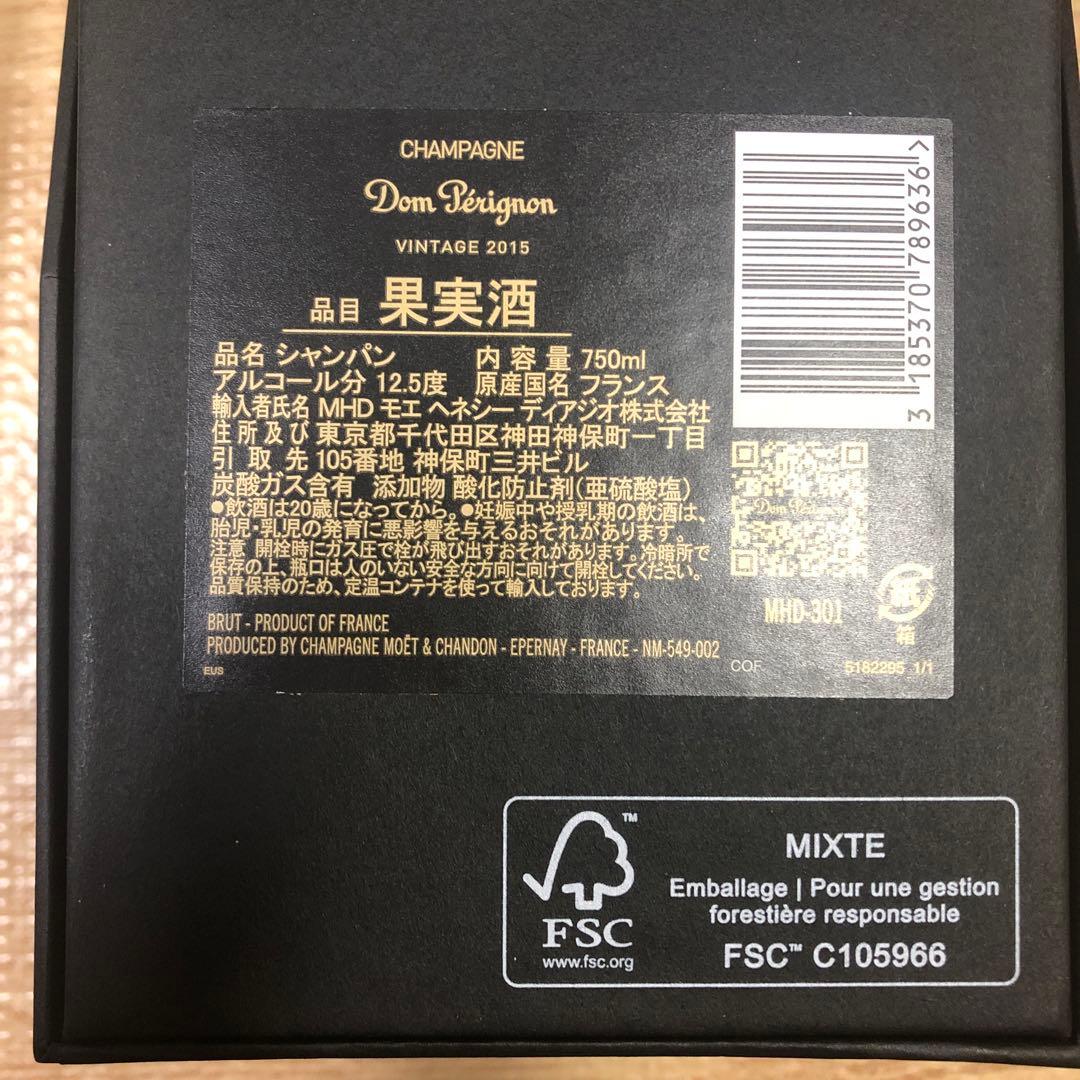 CHAMPAGNE
Dom Pérignon
VINTAGE 2015
品目 果実酒
品名 シャンパン 内容量 750ml
アルコール分 12.5度 原産国名 フランス
輸入者氏名 MHD モエ ヘネシー ディアジオ株式会社
住所及び 東京都千代田区神田神保町一丁目
引取先 105番地 神保町三井ビル
炭酸ガス含有 添加物 酸化防止剤(亜硫酸塩)
●飲酒は20歳になってから。●妊娠中や授乳期の飲酒は、
胎児・乳児の発育に悪影響を与えるおそれがあります。
注意 開栓時にガス圧で栓が飛び出すおそれがあります。冷暗所で
保存の上、瓶口は人のいない安全な方向に向けて開栓してください。
品質保持のため、定温コンテナを使って輸入しております。
BRUT - PRODUCT OF FRANCE
PRODUCED BY CHAMPAGNE MOËT & CHANDON - EPERNAY - FRANCE - NM-549-002
EUS
3 185370 789636 >
Dom Pérignon
MHD-301
紙
箱
COF
5182295 1/1
FSC
www.fsc.org
™
MIXTE
Emballage | Pour une gestion
forestière responsable
FSC™ C105966